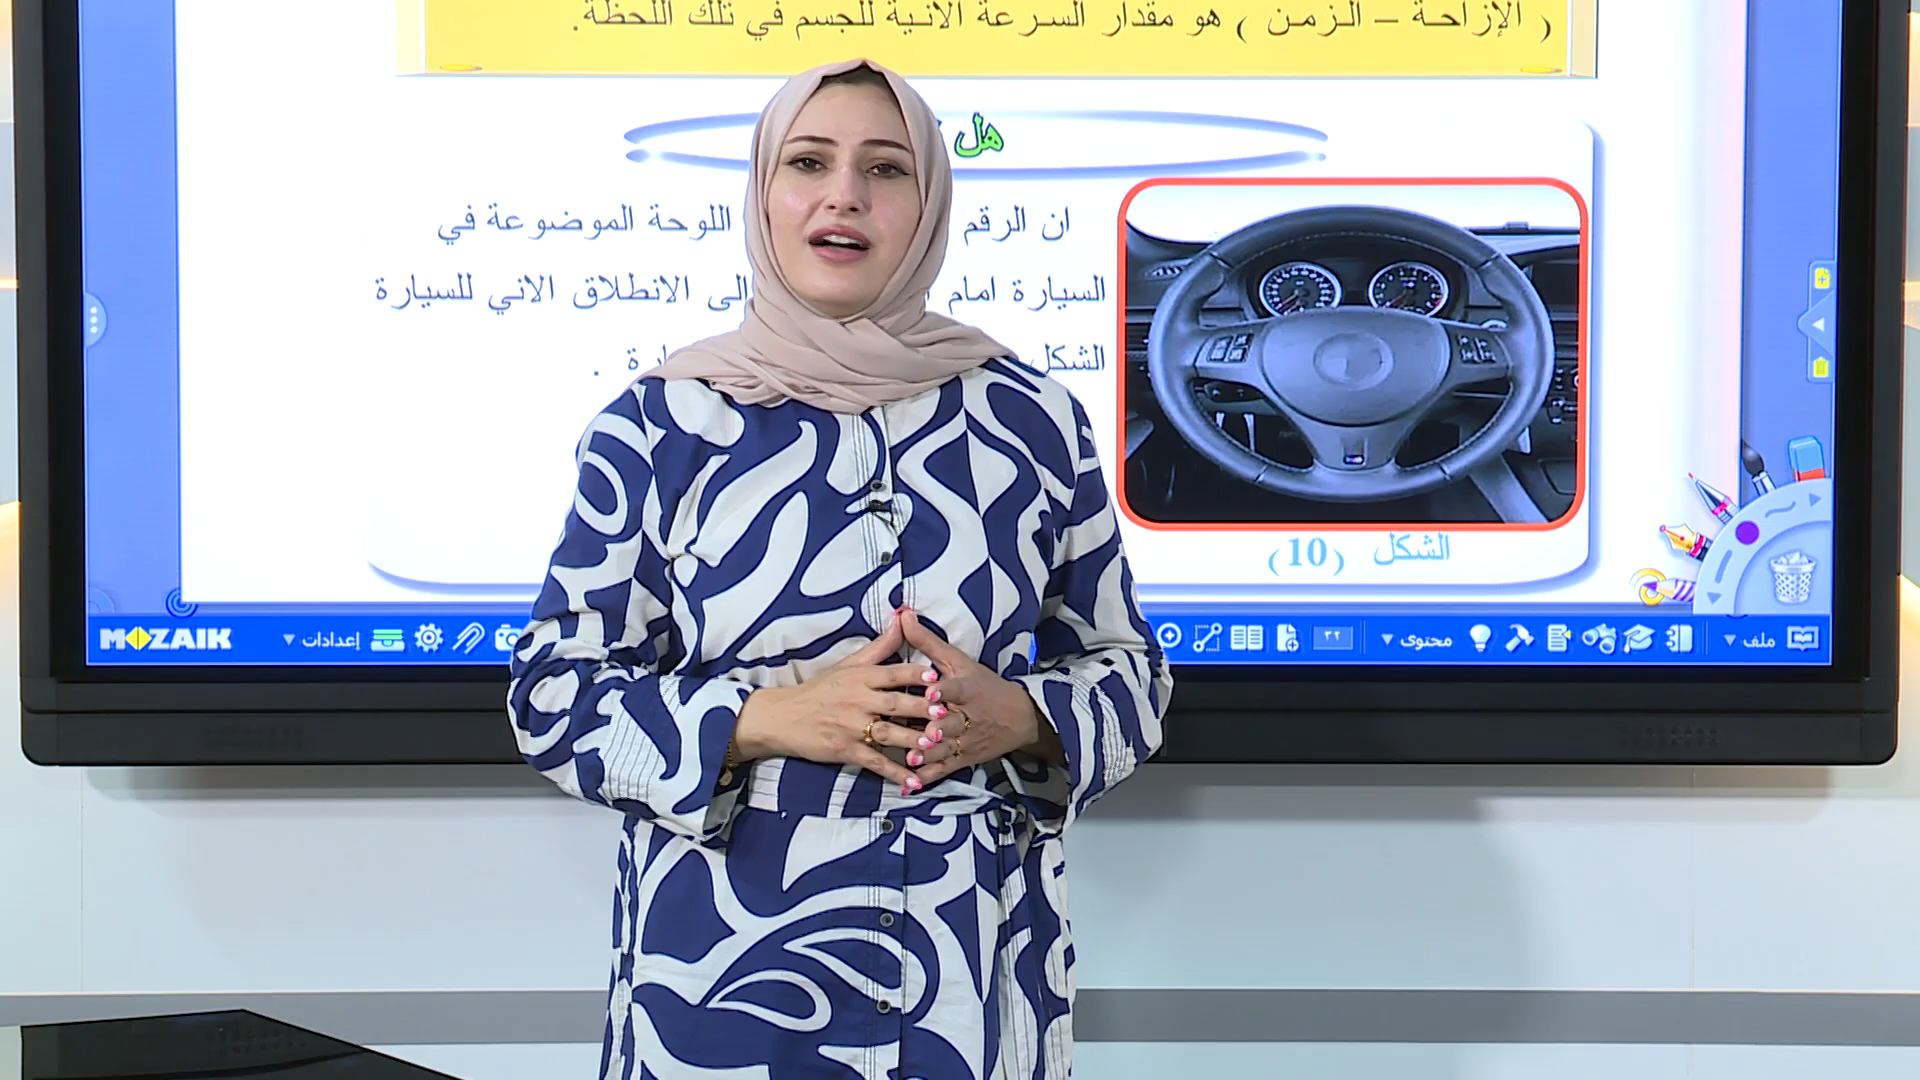 ( الإزاحة – الزمن ) هو مقدار السرعة الآنية للجسم في تلك اللحظة.
هل
ان الرقم اللوحة الموضوعة في
السيارة امام الى الانطلاق الاني للسيارة
الشكل
الشكل (10)
MOZAIK
إعدادات
٣٢
محتوى
ملف